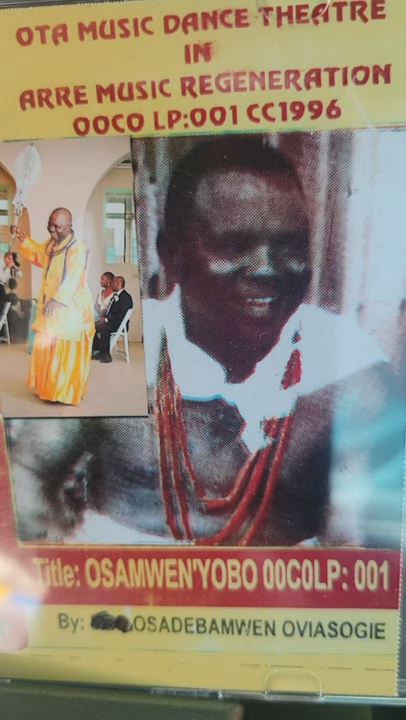 OTA MUSIC DANCE THEATRE
IN
ARRE MUSIC REGENERATION
OOCO LP:001 CC1996
Title: OSAMWEN'YOBO OOCOLP: 001
By: OSADEBAMWEN OVIASOGIE